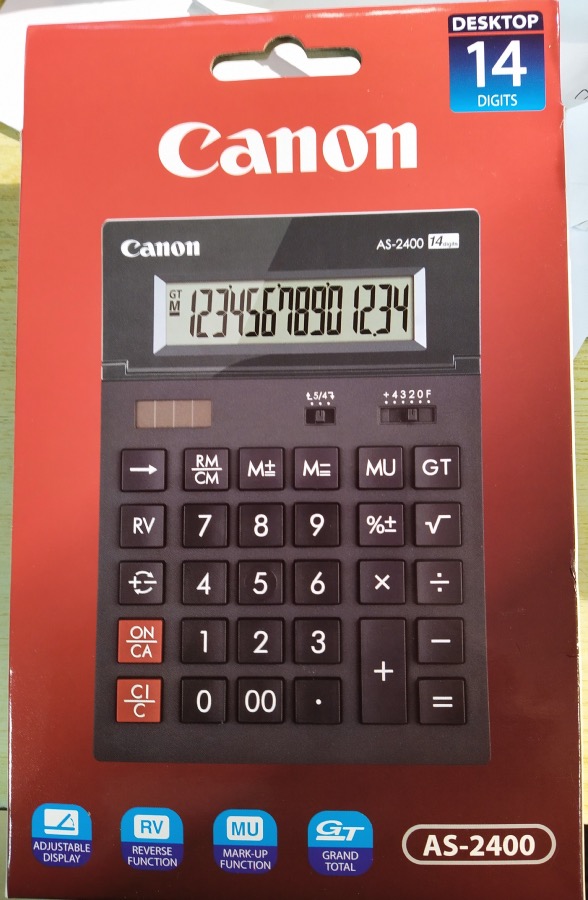 DESKTOP
14
DIGITS
Canon
Canon
AS-2400 14digits
GT
M
12345678901234
5/4
+4320F
→ RM/CM M± M= MU GT
RV 7 8 9 %± √
4 5 6 × ÷
ON/CA 1 2 3 + −
CI/C 0 00 · =
ADJUSTABLE
DISPLAY
RV
REVERSE
FUNCTION
MU
MARK-UP
FUNCTION
GT
GRAND
TOTAL
AS-2400